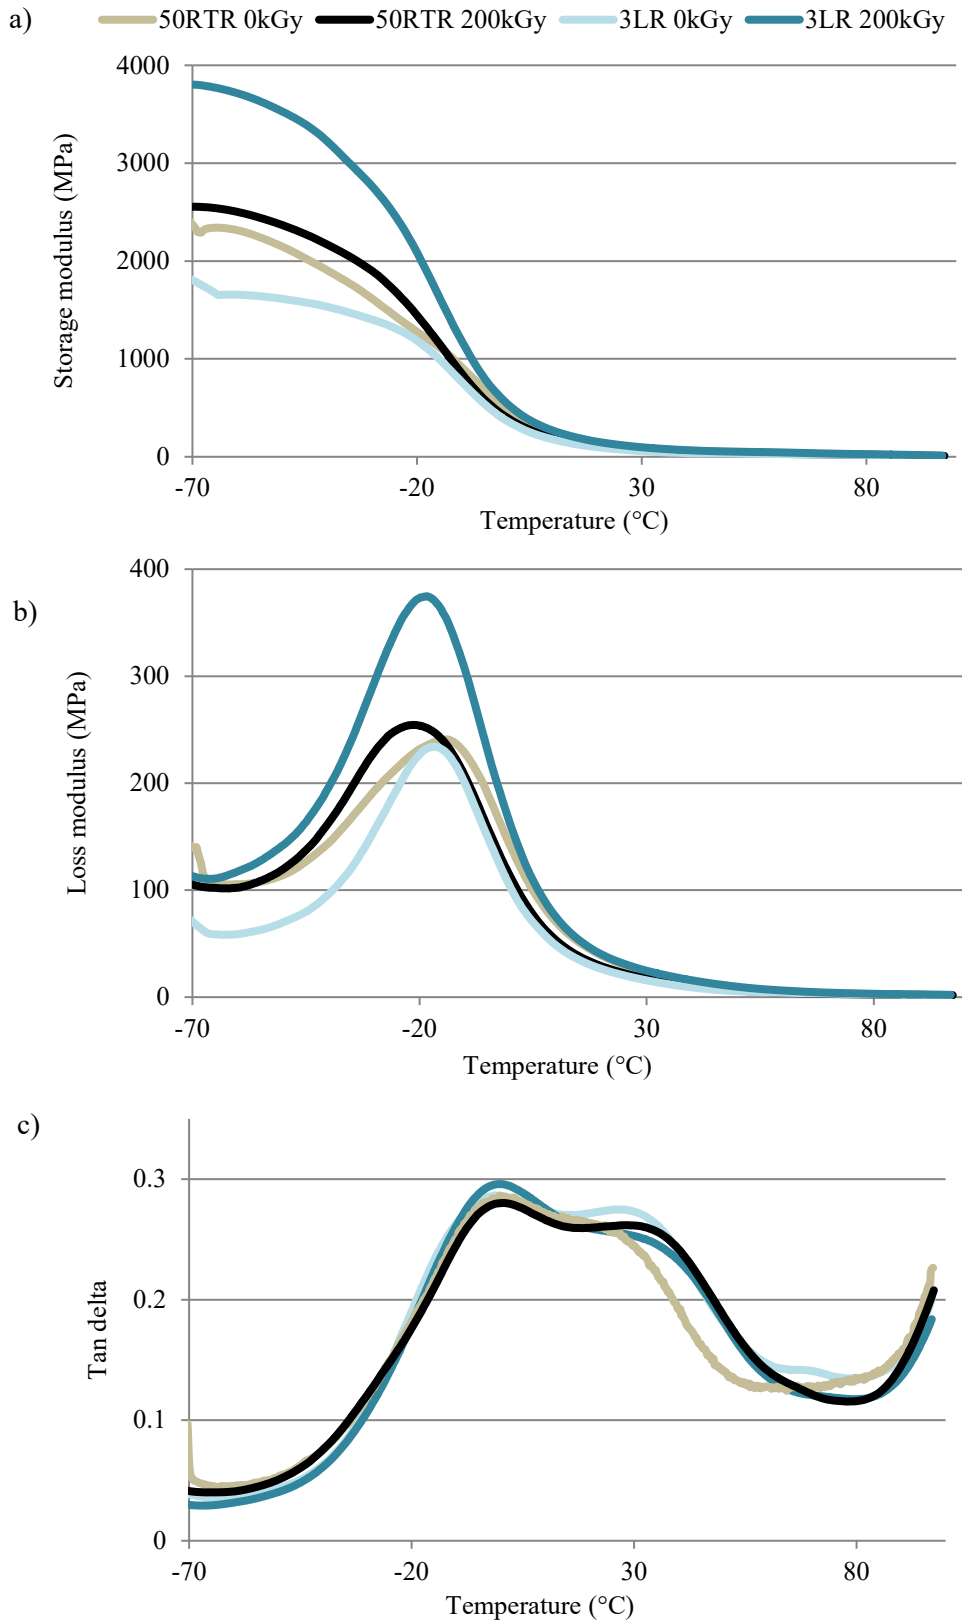 a)
50RTR 0kGy 50RTR 200kGy 3LR 0kGy 3LR 200kGy
4000
3000
2000
1000
0
Storage modulus (MPa)
-70 -20 30 80
Temperature (°C)
b)
400
300
200
100
0
Loss modulus (MPa)
-70 -20 30 80
Temperature (°C)
c)
0.3
0.2
0.1
0
Tan delta
-70 -20 30 80
Temperature (°C)